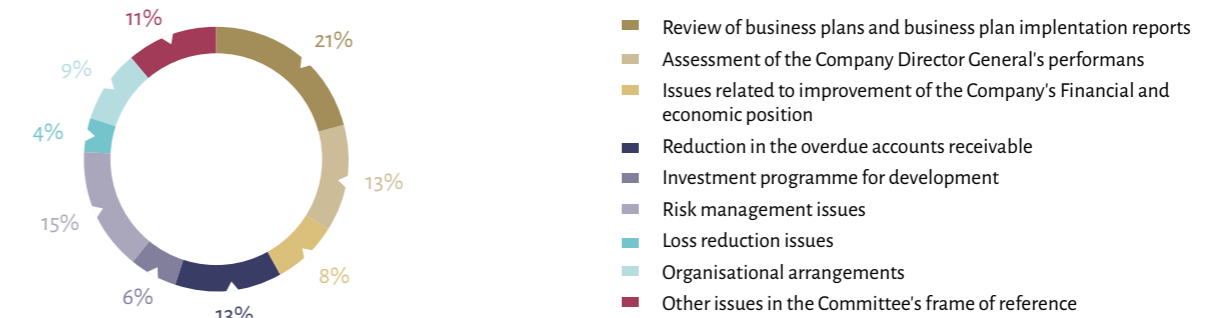 11%
21%
9%
4%
13%
15%
8%
6%
13%
Review of business plans and business plan implentation reports
Assessment of the Company Director General's performans
Issues related to improvement of the Company's Financial and
economic position
Reduction in the overdue accounts receivable
Investment programme for development
Risk management issues
Loss reduction issues
Organisational arrangements
Other issues in the Committee's frame of reference